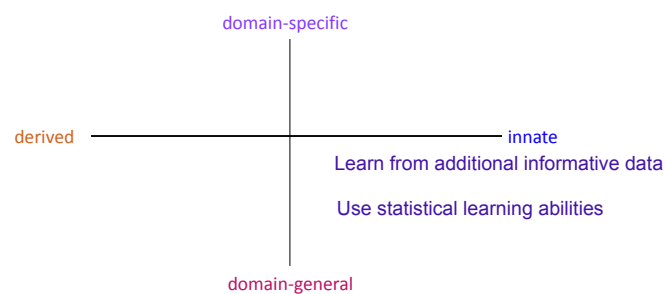 domain-specific
derived
innate
Learn from additional informative data
Use statistical learning abilities
domain-general